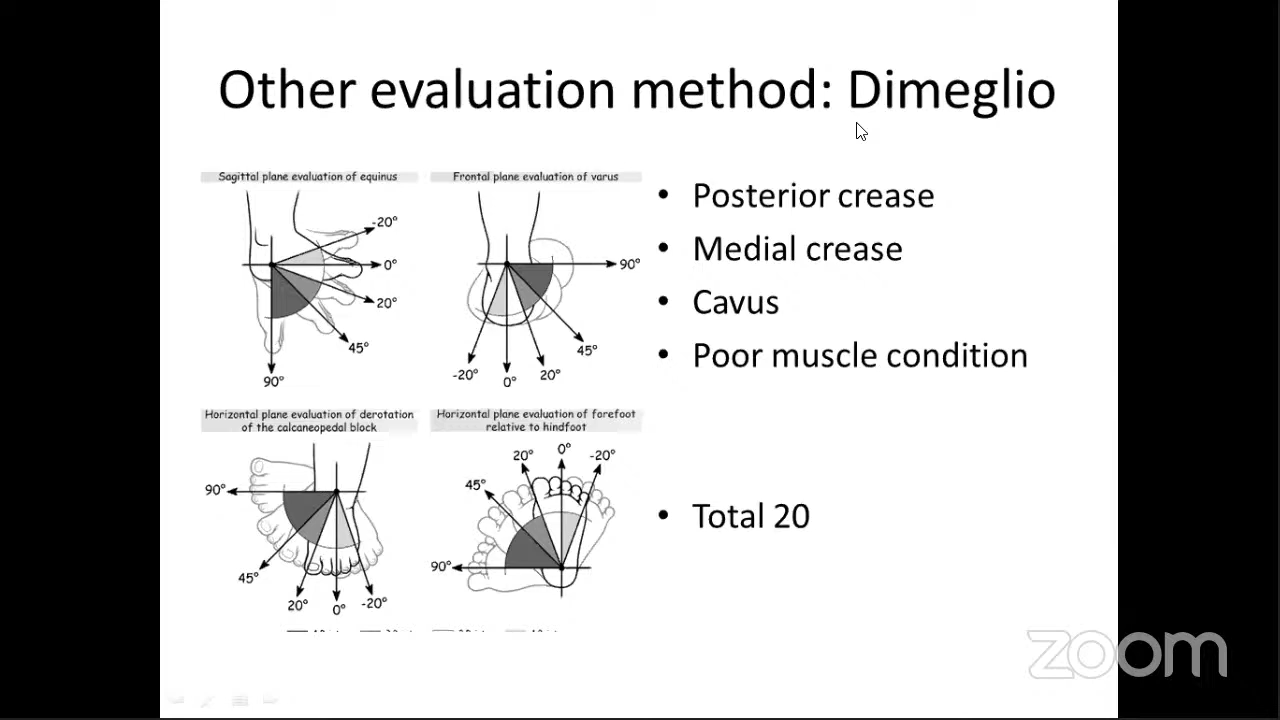 Other evaluation method: Dimeglio
Sagittal plane evaluation of equinus
-20°
0°
20°
45°
90°
Frontal plane evaluation of varus
90°
45°
20°
0°
-20°
Horizontal plane evaluation of derotation
of the calcaneopedal block
90°
45°
20°
0°
-20°
Horizontal plane evaluation of forefoot
relative to hindfoot
20°
0°
-20°
45°
90°
• Posterior crease
• Medial crease
• Cavus
• Poor muscle condition
• Total 20
zoom